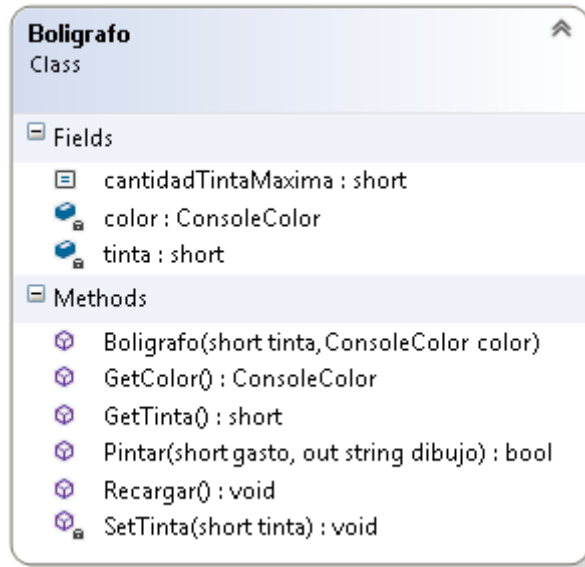 Boligrafo
Class
Fields
cantidadTintaMaxima : short
color : ConsoleColor
tinta : short
Methods
Boligrafo(short tinta, ConsoleColor color)
GetColor() : ConsoleColor
GetTinta() : short
Pintar(short gasto, out string dibujo) : bool
Recargar() : void
SetTinta(short tinta) : void